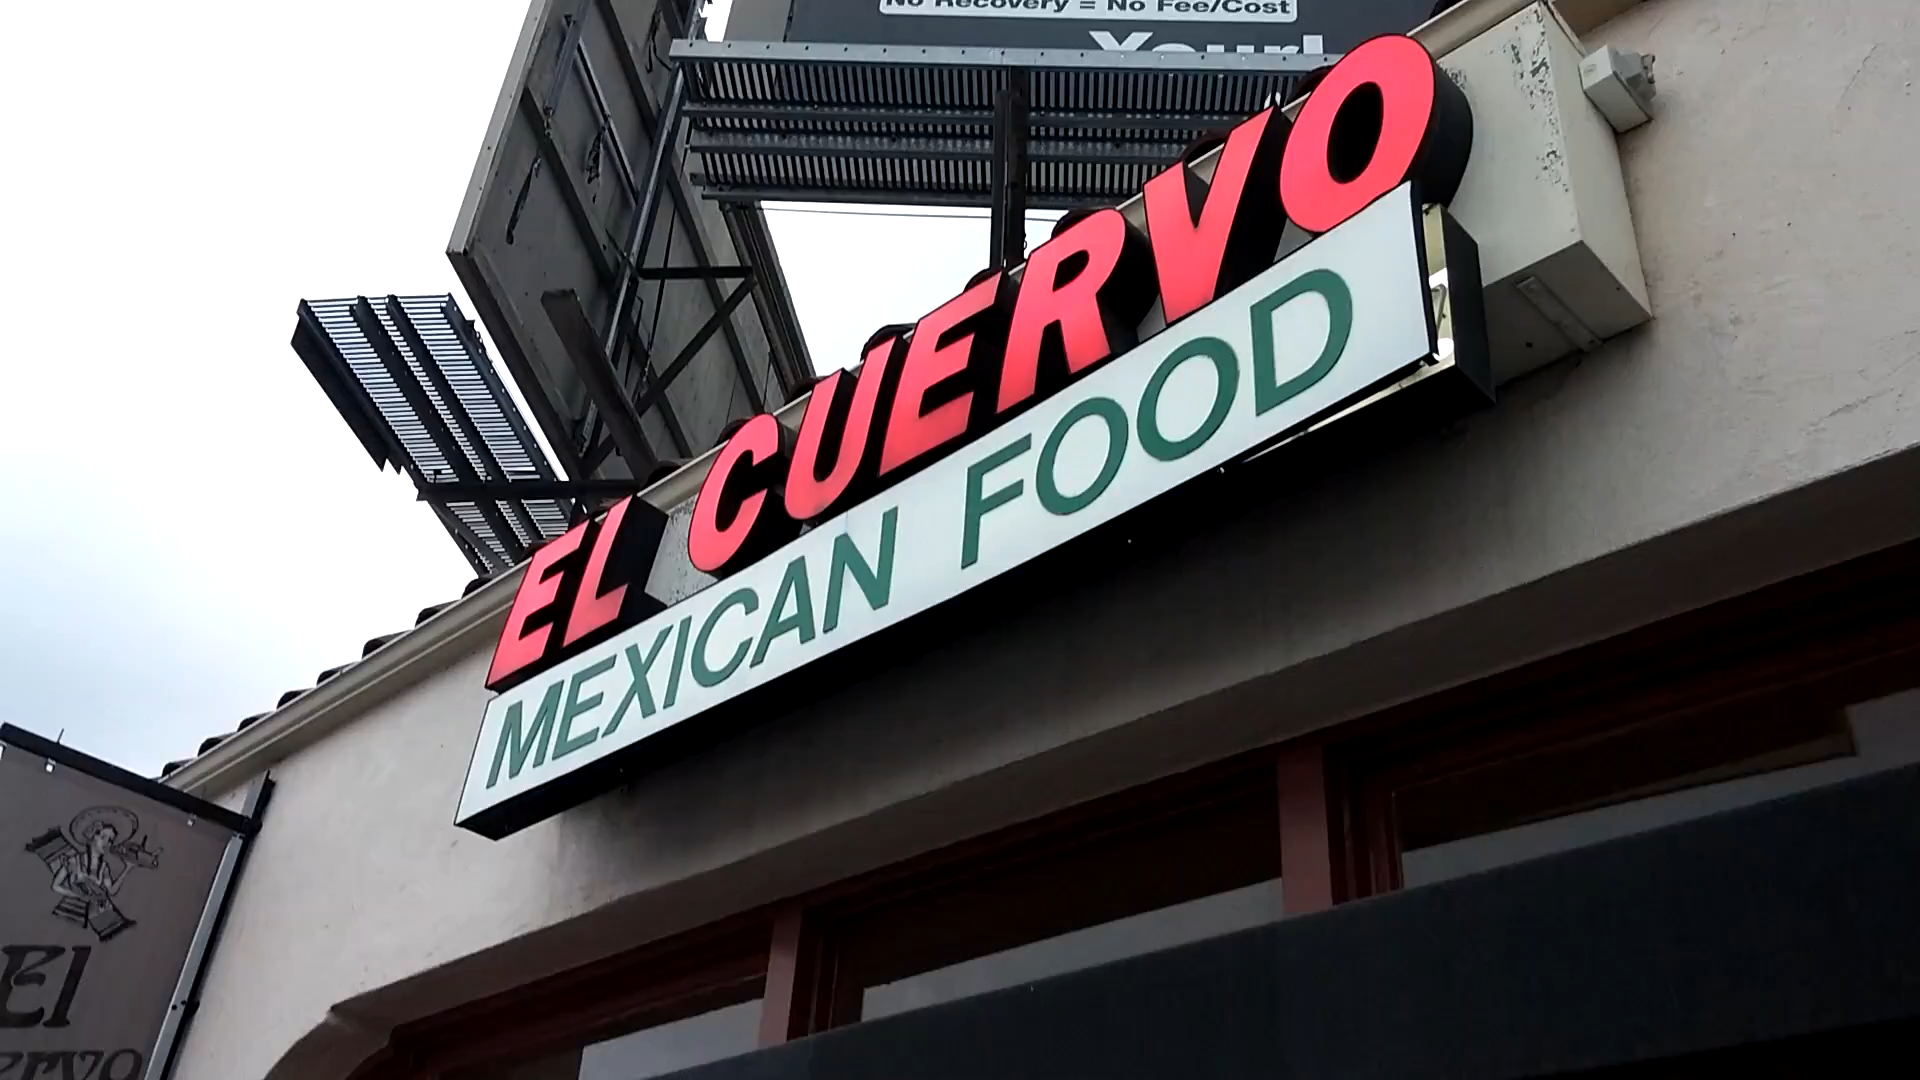 No Recovery = No Fee/Cost
EL CUERVO
MEXICAN FOOD
El